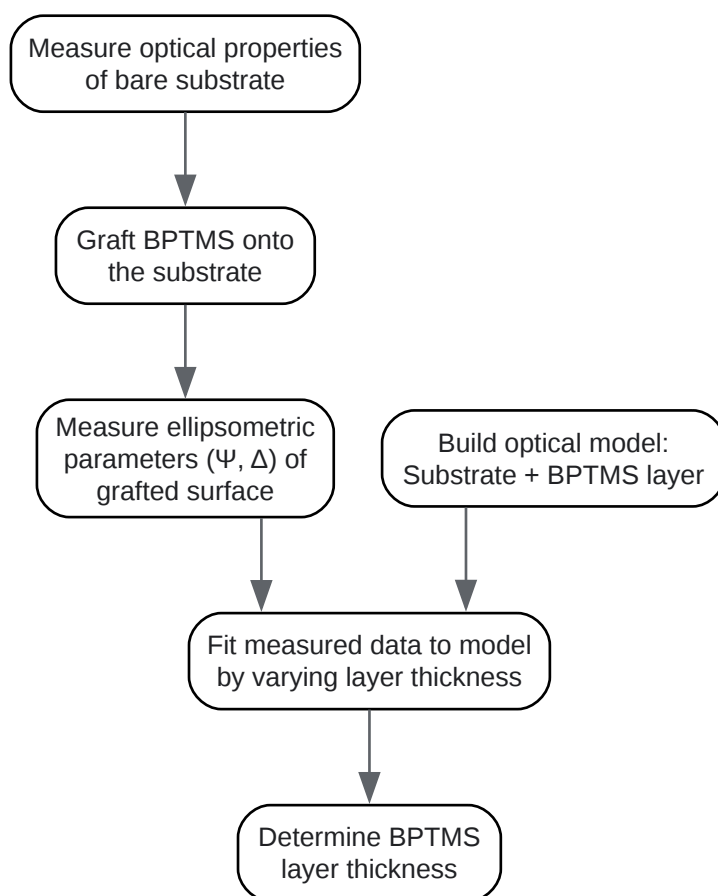 Measure optical properties
of bare substrate
Graft BPTMS onto
the substrate
Measure ellipsometric
parameters (Ψ, Δ) of
grafted surface
Build optical model:
Substrate + BPTMS layer
Fit measured data to model
by varying layer thickness
Determine BPTMS
layer thickness